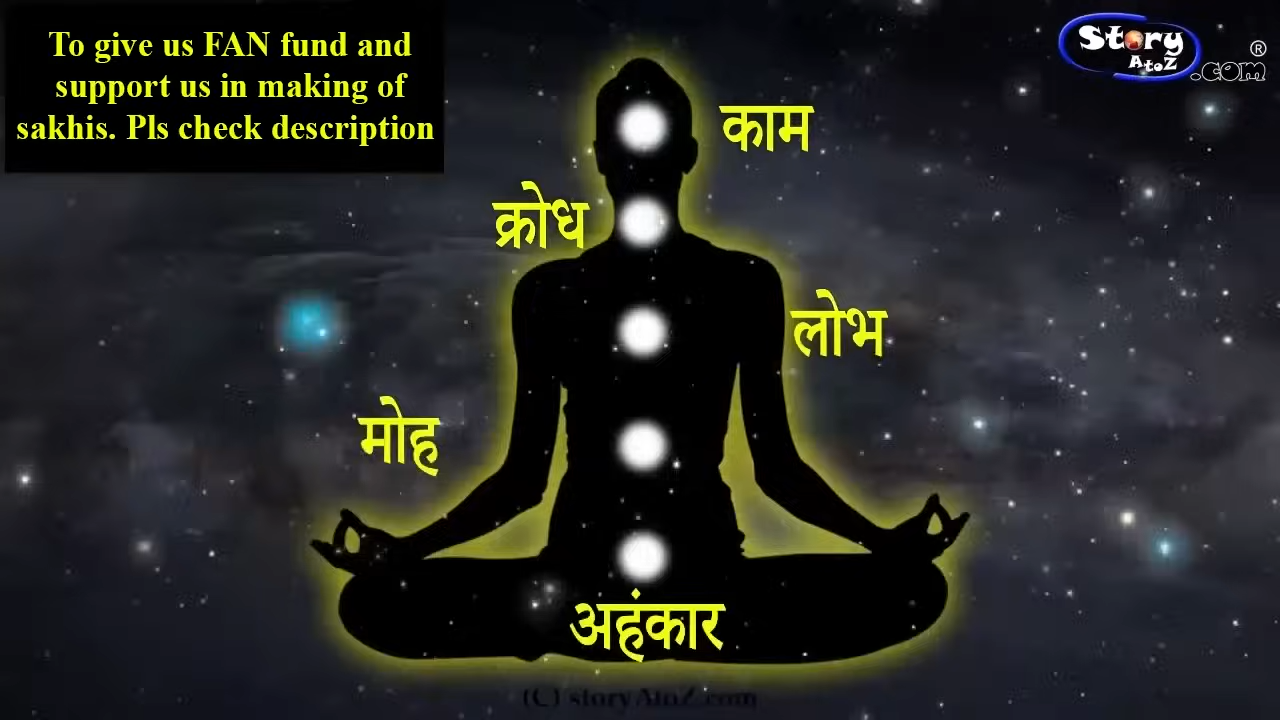 To give us FAN fund and
support us in making of
sakhis. Pls check description
Story
AtoZ
.com®
काम
क्रोध
लोभ
मोह
अहंकार
(C) storyAtoZ.com